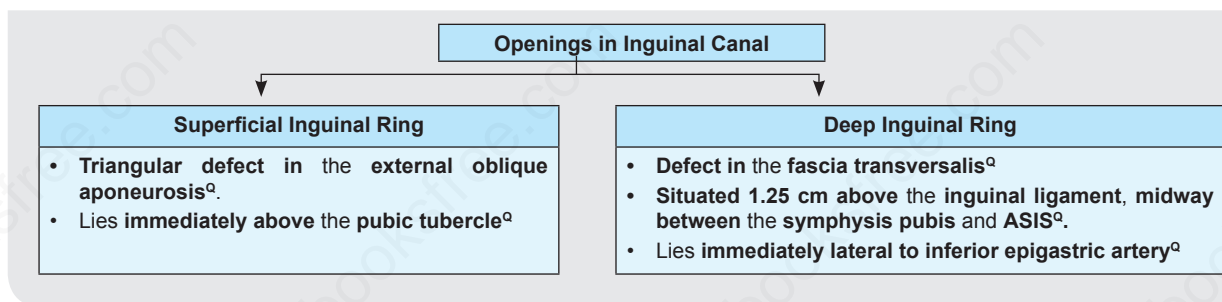 Openings in Inguinal Canal
Superficial Inguinal Ring
• Triangular defect in the external oblique
aponeurosisQ.
• Lies immediately above the pubic tubercleQ
Deep Inguinal Ring
• Defect in the fascia transversalisQ
• Situated 1.25 cm above the inguinal ligament, midway
between the symphysis pubis and ASISQ.
• Lies immediately lateral to inferior epigastric arteryQ